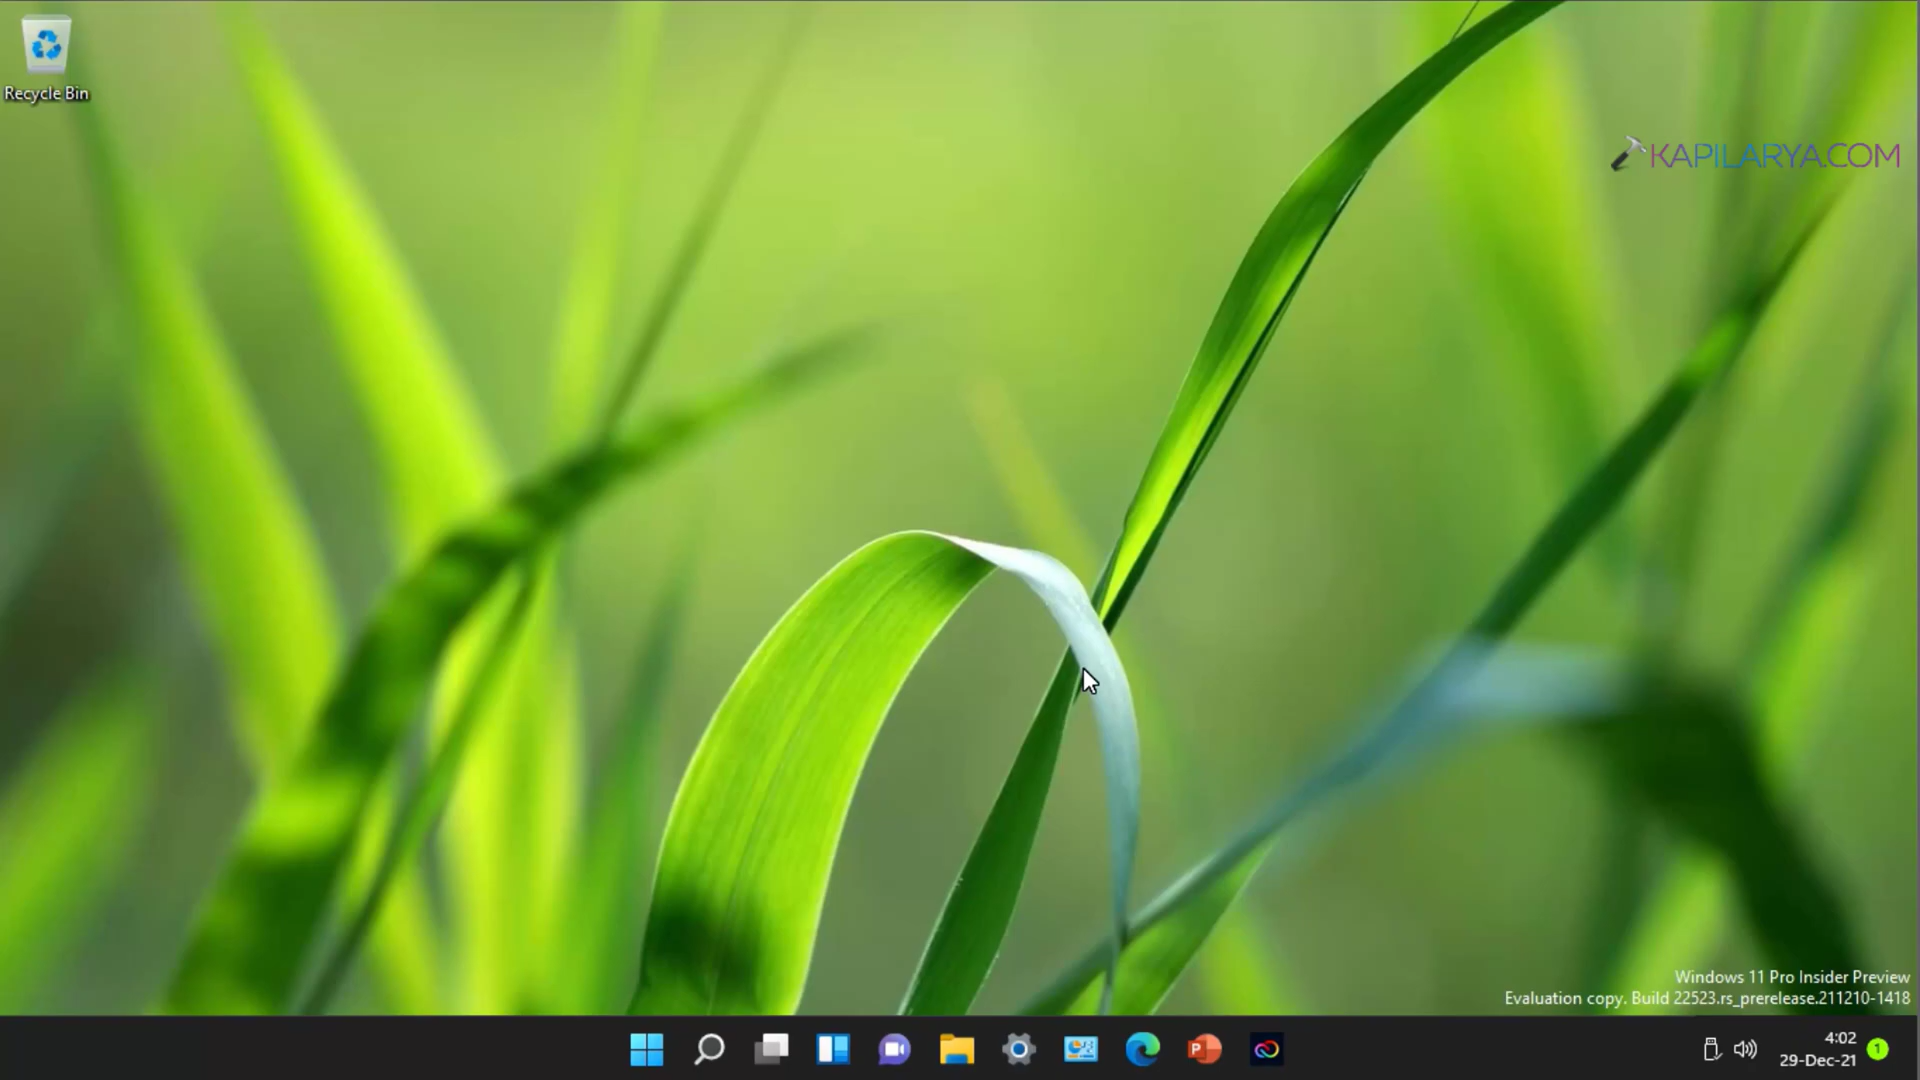 Recycle Bin
KAPILARYA.COM
Windows 11 Pro Insider Preview
Evaluation copy. Build 22523.rs_prerelease.211210-1418
P
4:02
29-Dec-21
1